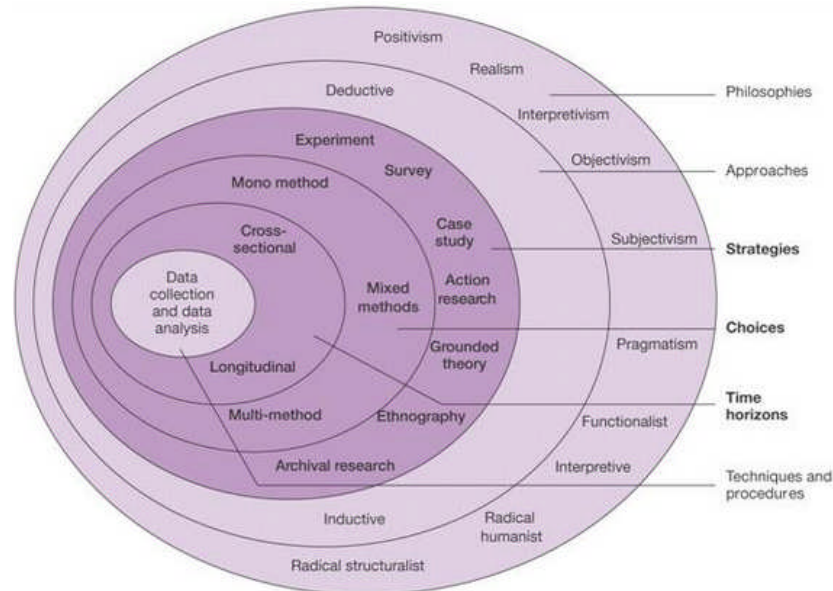 Positivism
Realism
Philosophies
Deductive
Interpretivism
Experiment
Objectivism
Approaches
Survey
Mono method
Case
study
Cross-
sectional
Subjectivism
Strategies
Data
collection
and data
analysis
Mixed
methods
Action
research
Choices
Grounded
theory
Pragmatism
Longitudinal
Time
horizons
Multi-method
Ethnography
Functionalist
Archival research
Interpretive
Techniques and
procedures
Inductive
Radical
humanist
Radical structuralist